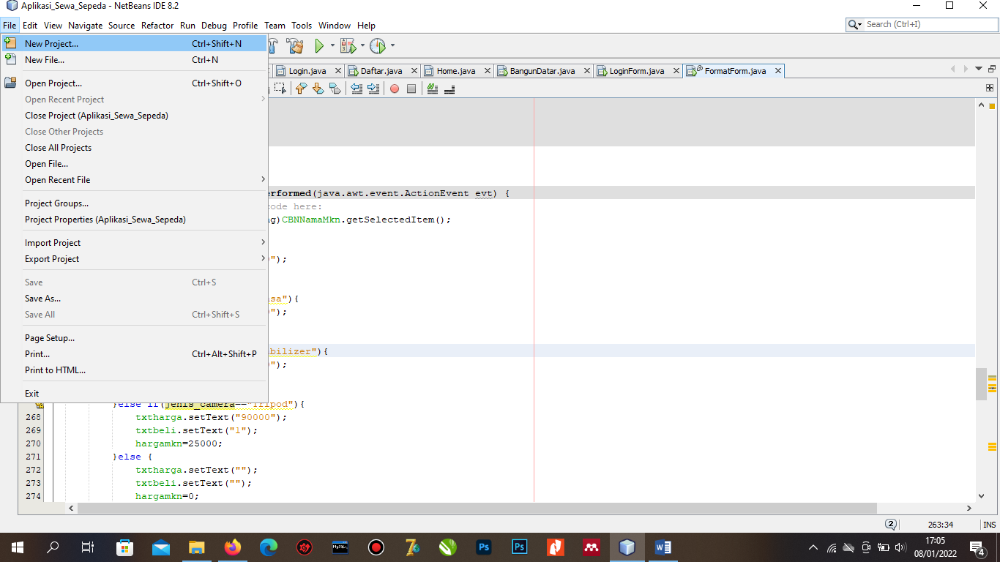 Aplikasi_Sewa_Sepeda - NetBeans IDE 8.2
File Edit View Navigate Source Refactor Run Debug Profile Team Tools Window Help
Search (Ctrl+I)
New Project... Ctrl+Shift+N
New File... Ctrl+N
Open Project... Ctrl+Shift+O
Open Recent Project
Close Project (Aplikasi_Sewa_Sepeda)
Close Other Projects
Close All Projects
Open File...
Open Recent File
Project Groups...
Project Properties (Aplikasi_Sewa_Sepeda)
Import Project
Export Project
Save Ctrl+S
Save As...
Save All Ctrl+Shift+S
Page Setup...
Print... Ctrl+Alt+Shift+P
Print to HTML...
Exit
Login.java Daftar.java Home.java BangunDatar.java LoginForm.java FormatForm.java
erformed(java.awt.event.ActionEvent evt) {
code here:
ng)CBNNamaMkn.getSelectedItem();
");
sa"){
");
bilizer"){
");
}else if(jenis_camera=="Tripod"){
268 txtharga.setText("90000");
269 txtbeli.setText("1");
270 hargamkn=25000;
271 }else {
272 txtharga.setText("");
273 txtbeli.setText("");
274 hargamkn=0;
2
263:34 INS
MySQL
Ps
Ps
W
17:05
08/01/2022
4